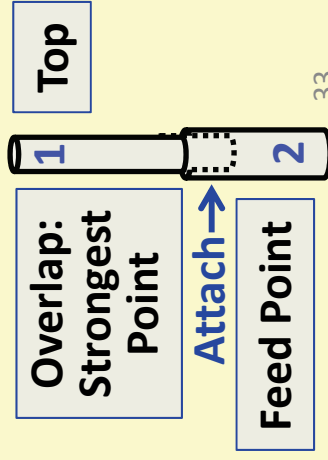 Top
1
Overlap:
Strongest
Point
Attach
2
Feed Point
33